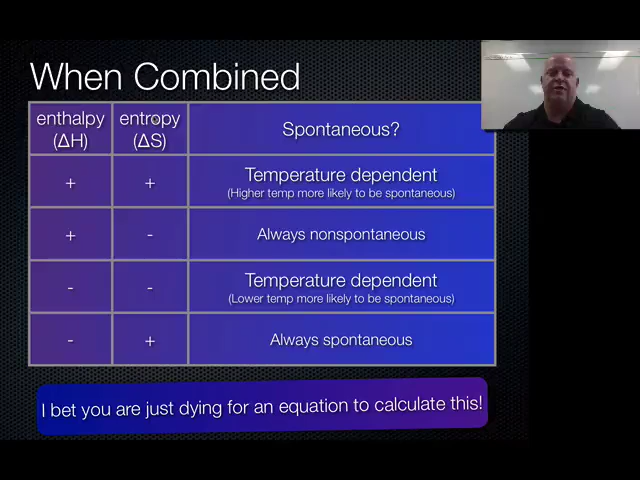 When Combined
enthalpy (ΔH) entropy (ΔS) Spontaneous?
+ + Temperature dependent
(Higher temp more likely to be spontaneous)
+ - Always nonspontaneous
- - Temperature dependent
(Lower temp more likely to be spontaneous)
- + Always spontaneous
I bet you are just dying for an equation to calculate this!